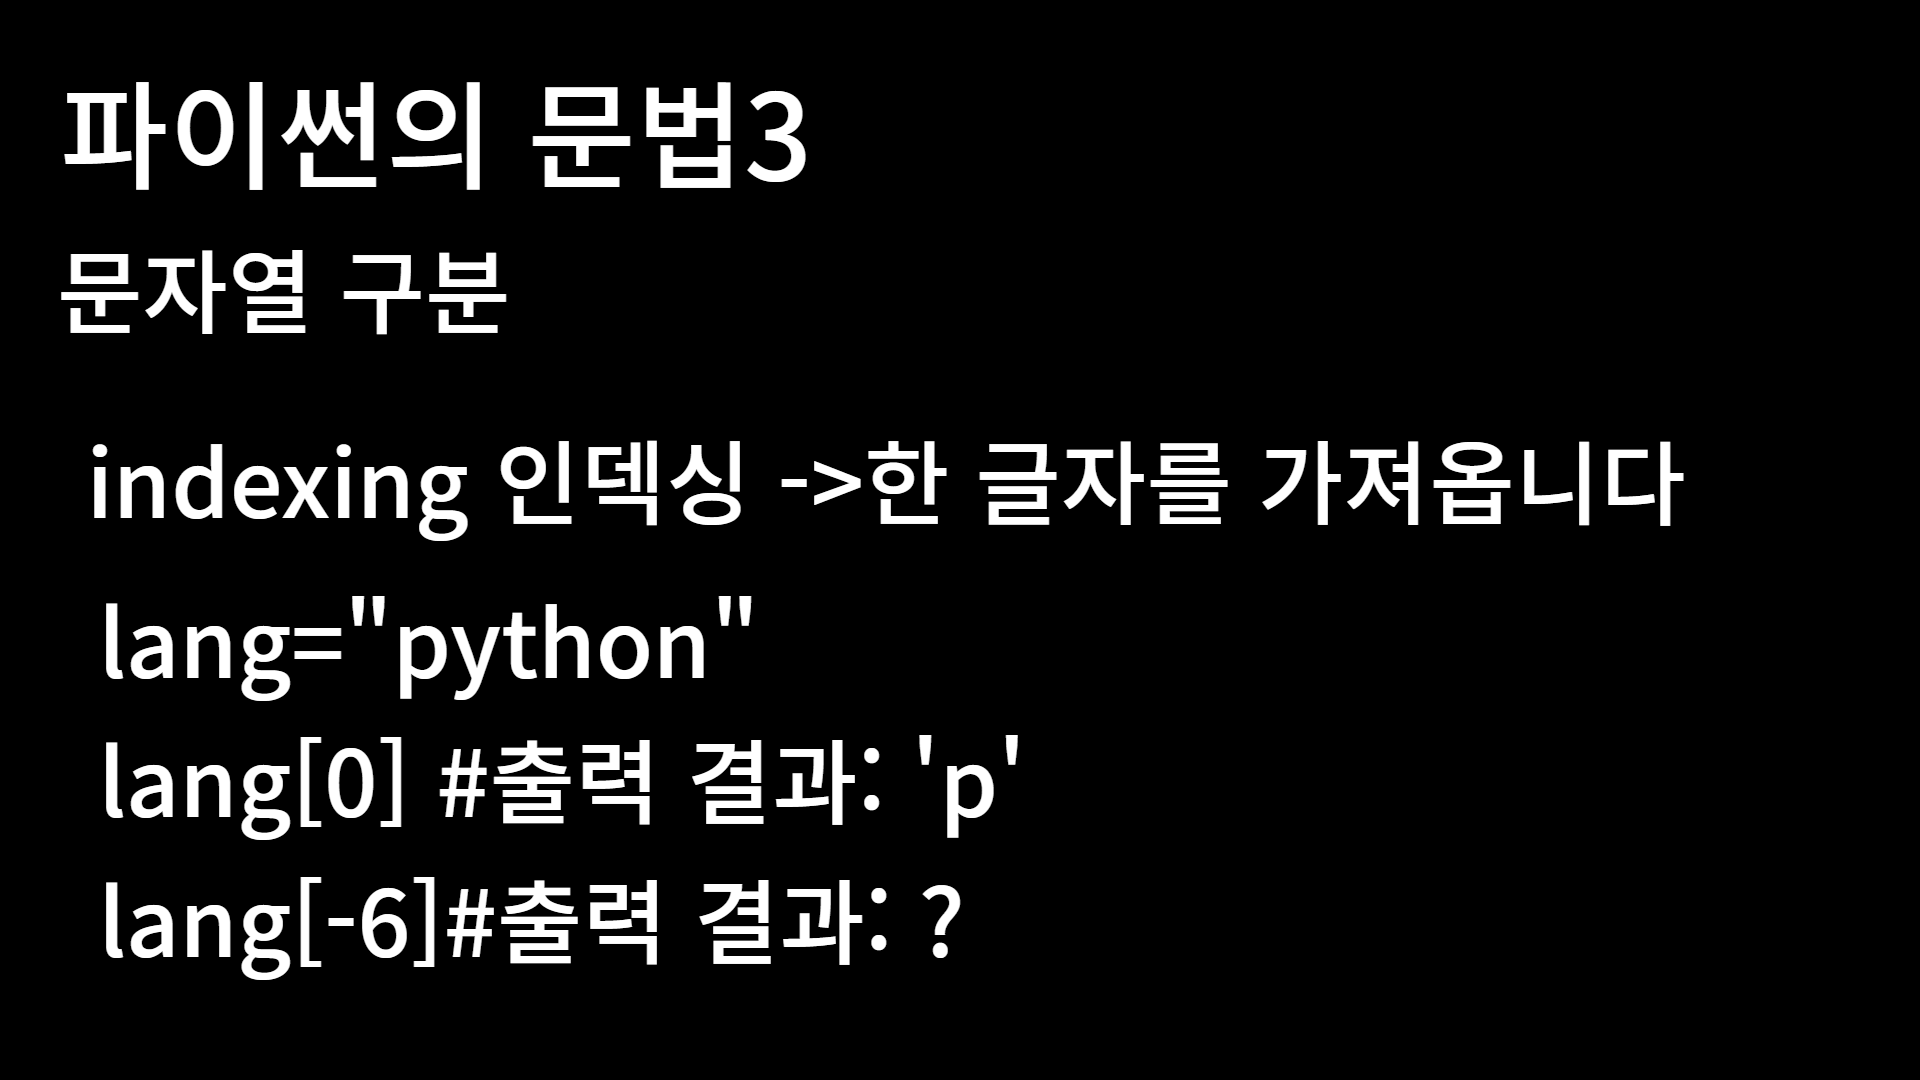 파이썬의 문법3
문자열 구분
indexing 인덱싱 ->한 글자를 가져옵니다
lang="python"
lang[0] #출력 결과: 'p'
lang[-6]#출력 결과: ?